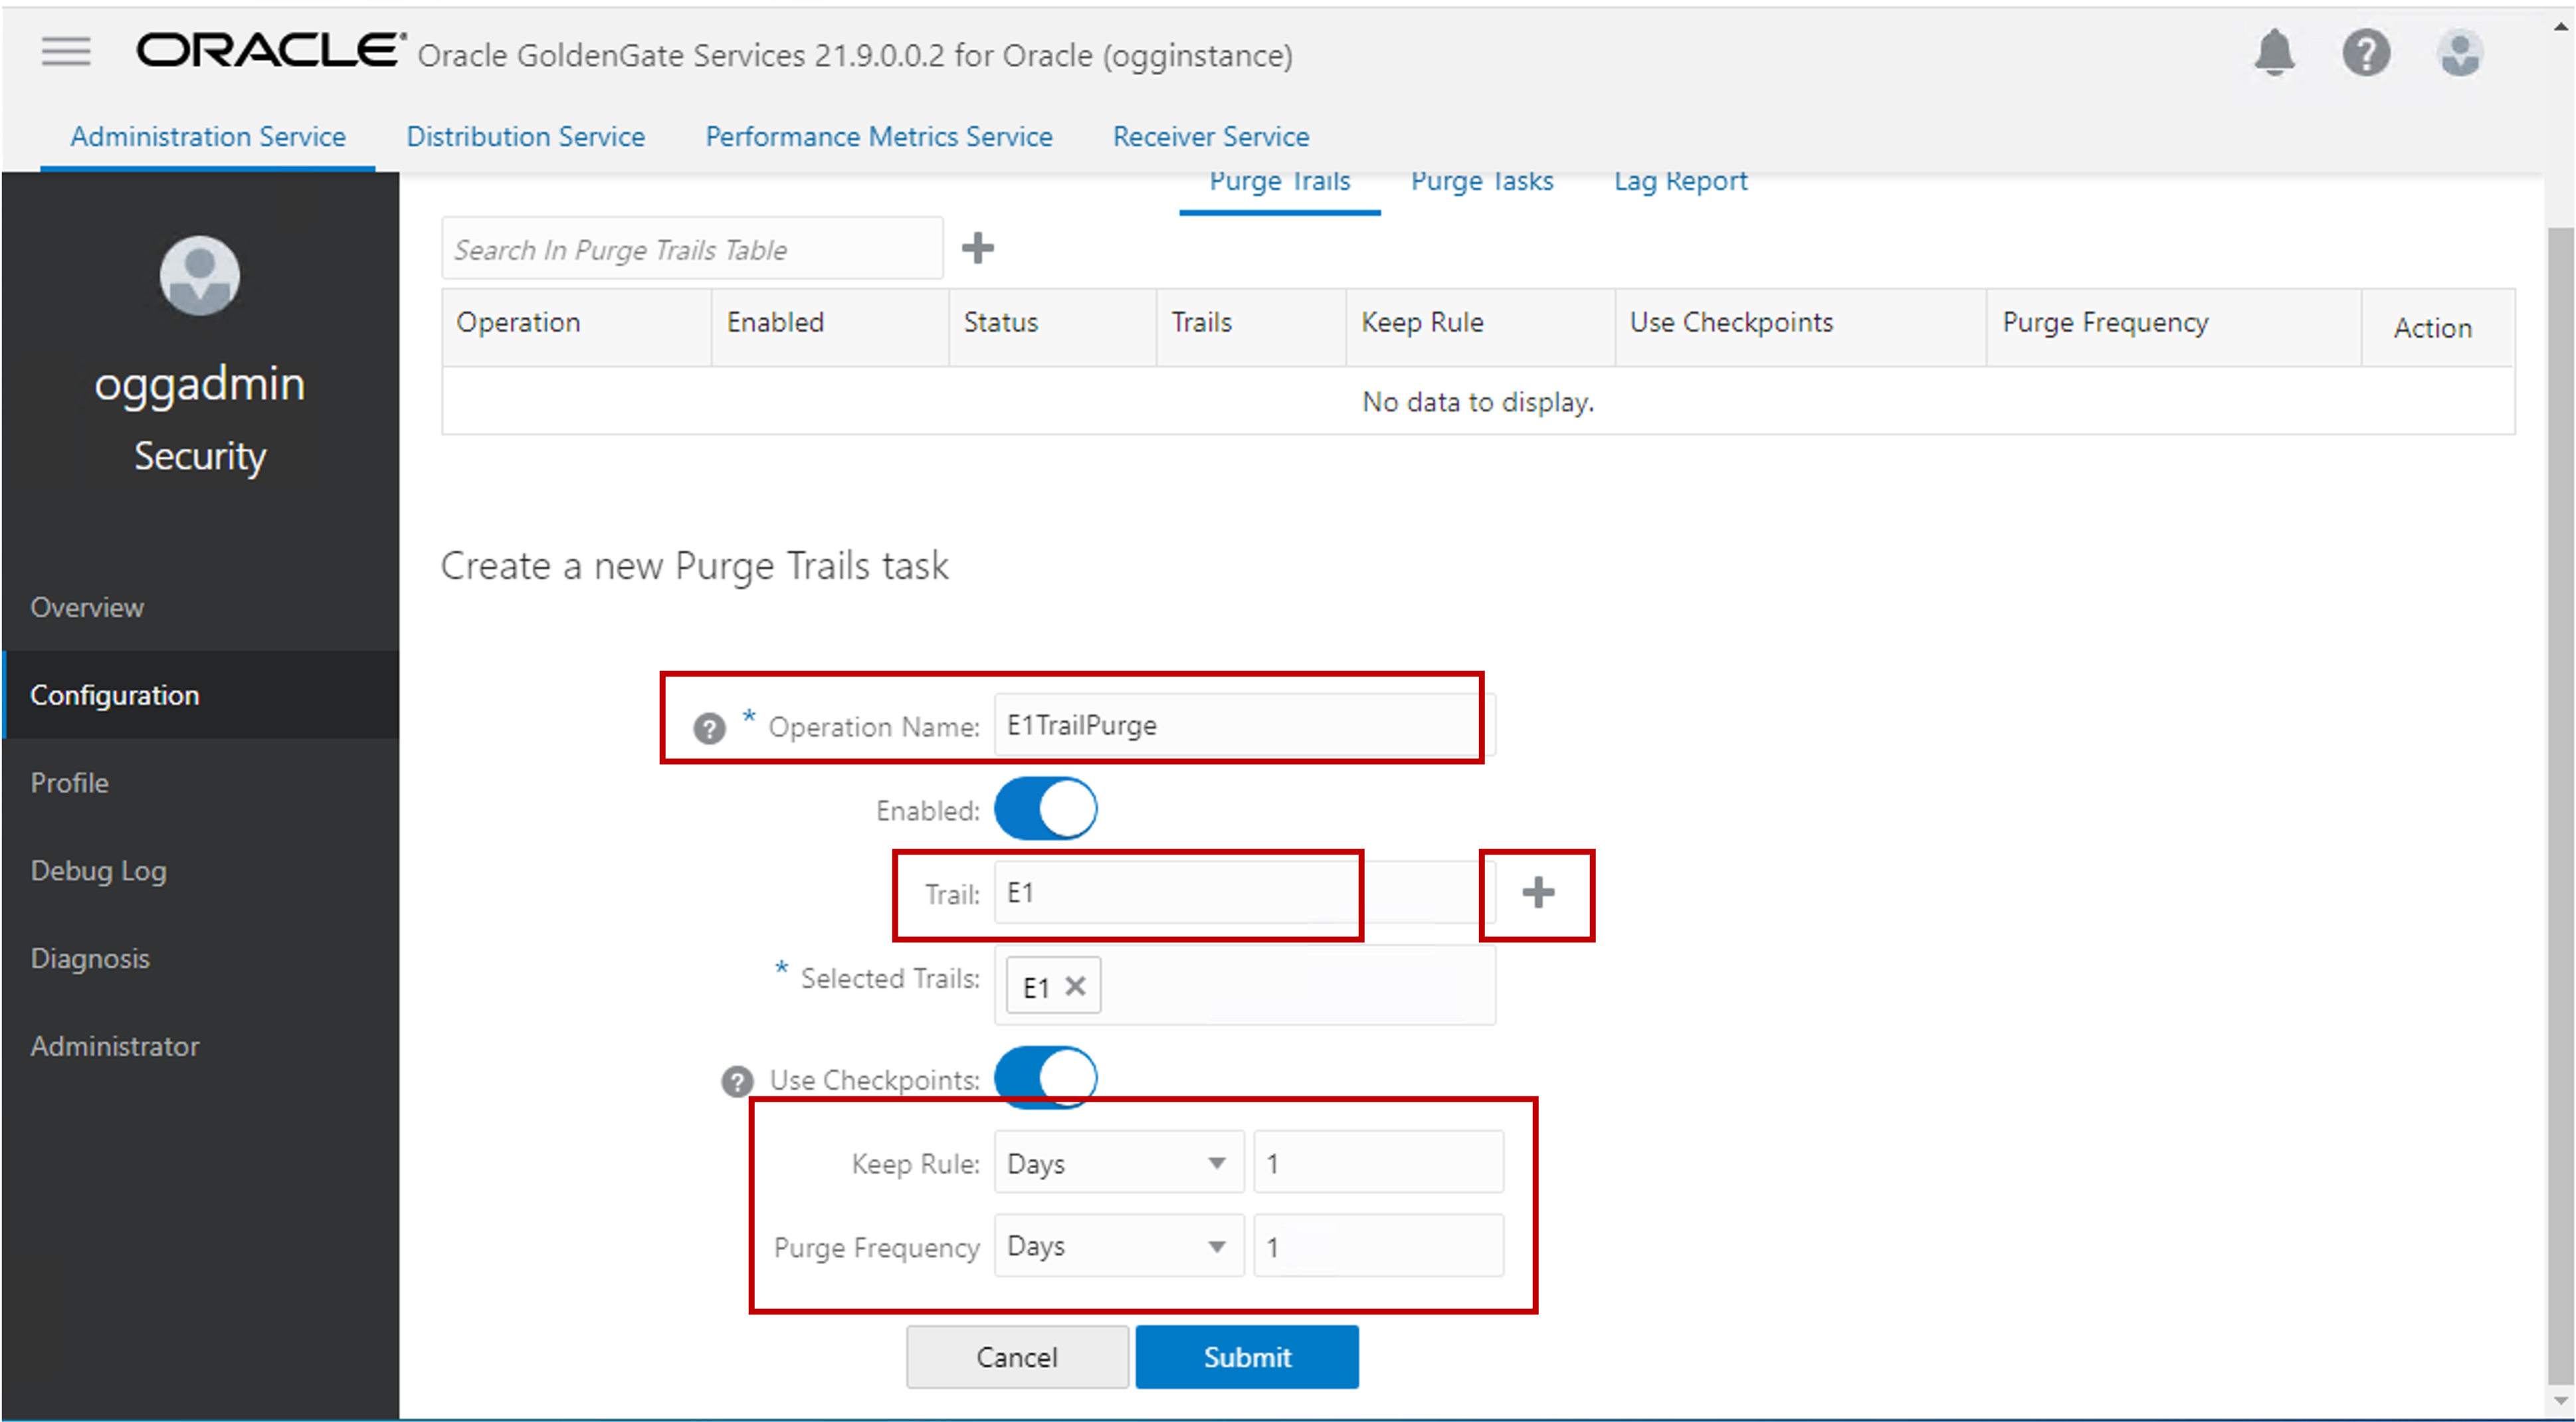 ORACLE Oracle GoldenGate Services 21.9.0.0.2 for Oracle (ogginstance)
Administration Service Distribution Service Performance Metrics Service Receiver Service
Purge Trails Purge Tasks Lag Report
Search In Purge Trails Table
Operation Enabled Status Trails Keep Rule Use Checkpoints Purge Frequency Action
No data to display.
oggadmin
Security
Overview
Configuration
Profile
Debug Log
Diagnosis
Administrator
Create a new Purge Trails task
? * Operation Name: E1TrailPurge
Enabled:
Trail: E1
* Selected Trails: E1
? Use Checkpoints:
Keep Rule: Days 1
Purge Frequency Days 1
Cancel Submit